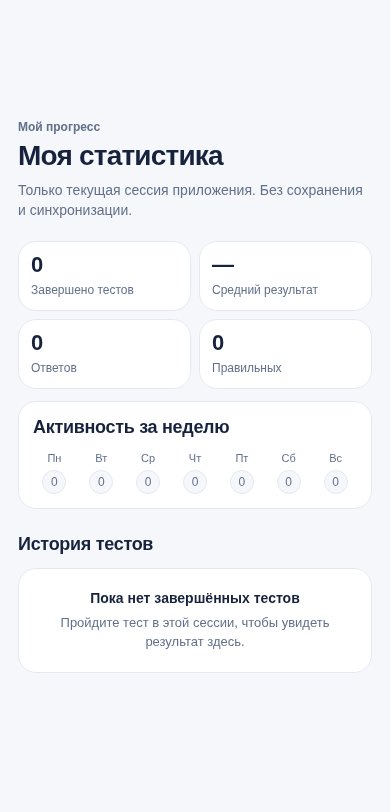 Мой прогресс
Моя статистика
Только текущая сессия приложения. Без сохранения
и синхронизации.
0
Завершено тестов
—
Средний результат
0
Ответов
0
Правильных
Активность за неделю
Пн Вт Ср Чт Пт Сб Вс
0 0 0 0 0 0 0
История тестов
Пока нет завершённых тестов
Пройдите тест в этой сессии, чтобы увидеть
результат здесь.